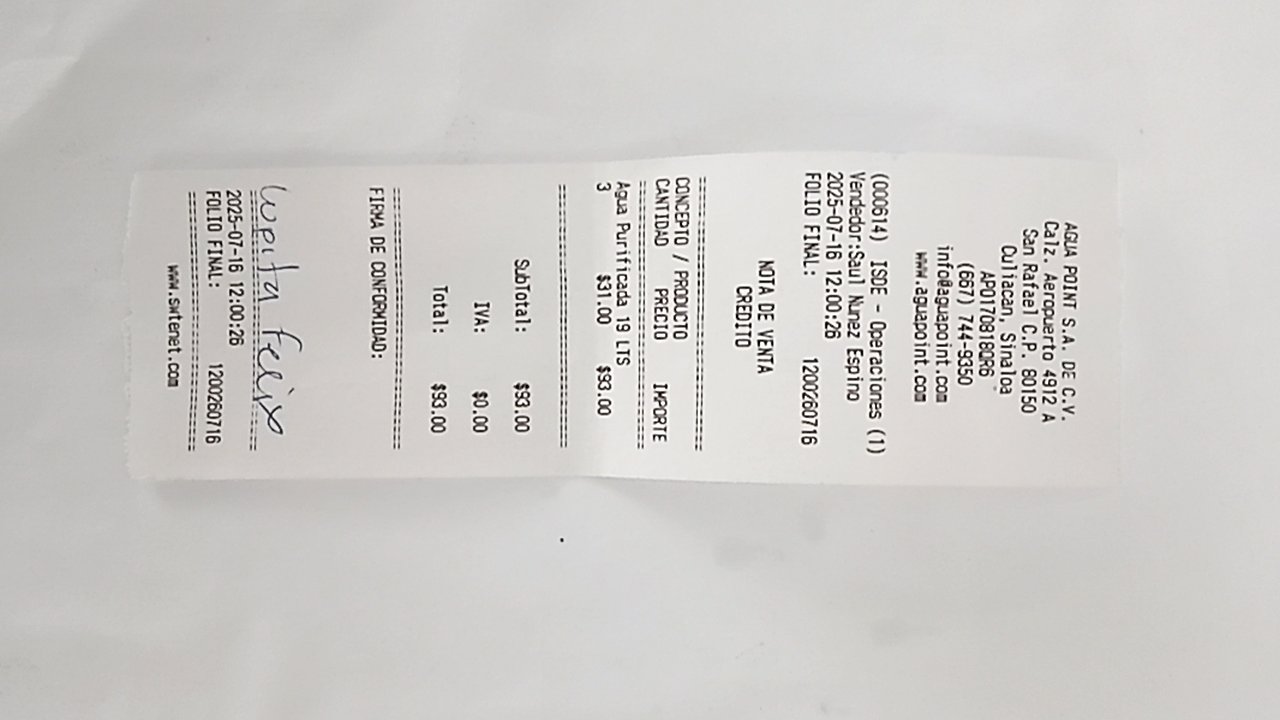 AGUA POINT S.A. DE C.V.
Calz. Aeropuerto 4912 A
San Rafael C.P. 80150
Culiacan, Sinaloa
APO170818QR6
(667) 744-9350
info@aguapoint.com
www.aguapoint.com
(000614) ISDE - Operaciones (1)
Vendedor:Saul Nunez Espino
2025-07-16 12:00:26
FOLIO FINAL: 1200260716
NOTA DE VENTA
CREDITO
===============================
CONCEPTO / PRODUCTO
CANTIDAD PRECIO IMPORTE
===============================
Agua Purificada 19 LTS
3 $31.00 $93.00
===============================
SubTotal: $93.00
IVA: $0.00
Total: $93.00
===============================
FIRMA DE CONFORMIDAD:
Lupita Felix
===============================
2025-07-16 12:00:26
FOLIO FINAL: 1200260716
===============================
www.swtenet.com